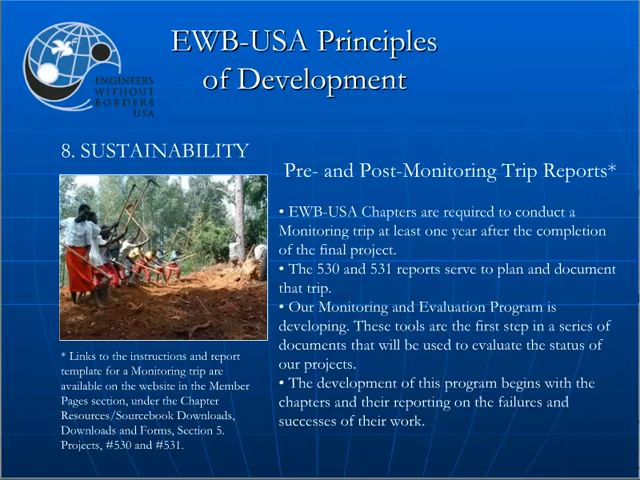 EWB-USA Principles
of Development
ENGINEERS
WITHOUT
BORDERS
USA
8. SUSTAINABILITY
Pre- and Post-Monitoring Trip Reports*
• EWB-USA Chapters are required to conduct a
Monitoring trip at least one year after the completion
of the final project.
• The 530 and 531 reports serve to plan and document
that trip.
• Our Monitoring and Evaluation Program is
developing. These tools are the first step in a series of
documents that will be used to evaluate the status of
our projects.
• The development of this program begins with the
chapters and their reporting on the failures and
successes of their work.
* Links to the instructions and report
template for a Monitoring trip are
available on the website in the Member
Pages section, under the Chapter
Resources/Sourcebook Downloads,
Downloads and Forms, Section 5.
Projects, #530 and #531.